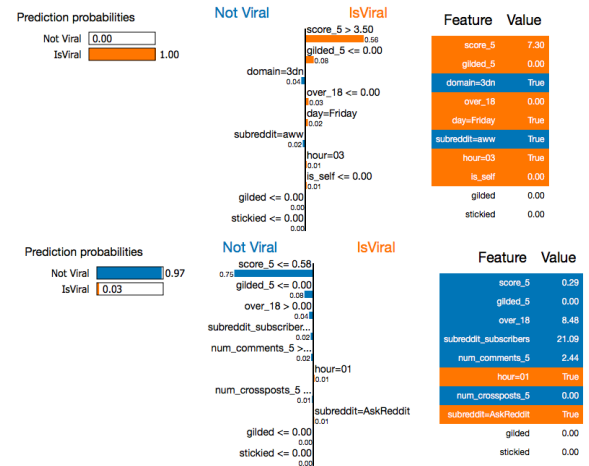 Prediction probabilities
Not Viral 0.00
IsViral 1.00
Not Viral IsViral
score_5 > 3.50
0.56
gilded_5 <= 0.00
0.08
domain=3dn
0.04
over_18 <= 0.00
0.03
day=Friday
0.02
subreddit=aww
0.02
hour=03
0.01
is_self <= 0.00
0.01
gilded <= 0.00
0.00
stickied <= 0.00
0.00
Feature Value
score_5 7.30
gilded_5 0.00
domain=3dn True
over_18 0.00
day=Friday True
subreddit=aww True
hour=03 True
is_self 0.00
gilded 0.00
stickied 0.00
Prediction probabilities
Not Viral 0.97
IsViral 0.03
Not Viral IsViral
score_5 <= 0.58
0.75
gilded_5 <= 0.00
0.08
over_18 > 0.00
0.04
subreddit_subscriber...
0.02
num_comments_5 >...
0.02
hour=01
0.01
num_crossposts_5 ...
0.01
subreddit=AskReddit
0.01
gilded <= 0.00
0.00
stickied <= 0.00
0.00
Feature Value
score_5 0.29
gilded_5 0.00
over_18 8.48
subreddit_subscribers 21.09
num_comments_5 2.44
hour=01 True
num_crossposts_5 0.00
subreddit=AskReddit True
gilded 0.00
stickied 0.00